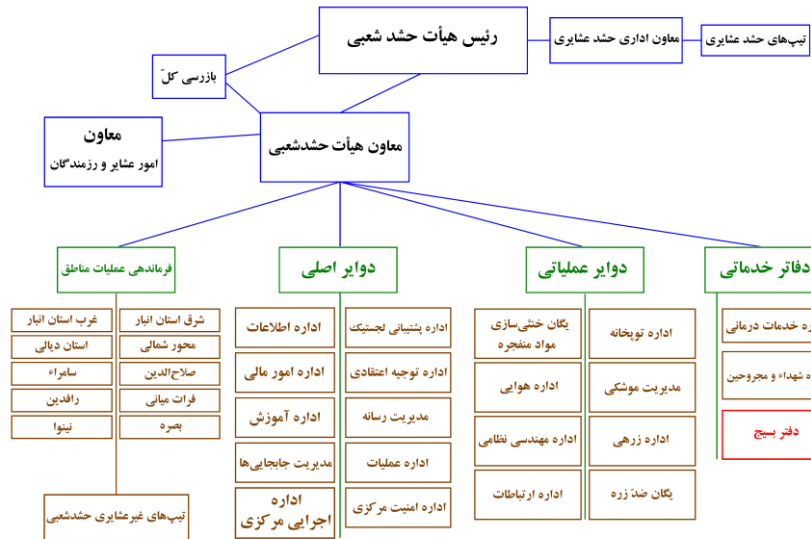 رئیس هیأت حشد شعبی
معاون اداری حشد عشایری
تیپ‌های حشد عشایری
بازرسی کلّ
معاون
امور عشایر و رزمندگان
معاون هیأت حشدشعبی
دفاتر خدماتی
دوایر عملیاتی
دوایر اصلی
فرماندهی عملیات مناطق
ه خدمات درمانی
ه شهداء و مجروحین
دفتر بسیج
اداره توپخانه
یگان خنثی‌سازی
مواد منفجره
مدیریت موشکی
اداره هوایی
اداره زرهی
اداره مهندسی نظامی
یگان ضدّ زره
اداره ارتباطات
اداره پشتیبانی لجستیک
اداره اطلاعات
اداره توجیه اعتقادی
اداره امور مالی
مدیریت رسانه
اداره آموزش
اداره عملیات
مدیریت جابجایی‌ها
اداره امنیت مرکزی
اداره
اجرایی مرکزی
شرق استان انبار
غرب استان انبار
محور شمالی
استان دیالی
صلاح‌الدین
سامراء
فرات میانی
رافدین
بصره
نینوا
تیپ‌های غیرعشایری حشدشعبی